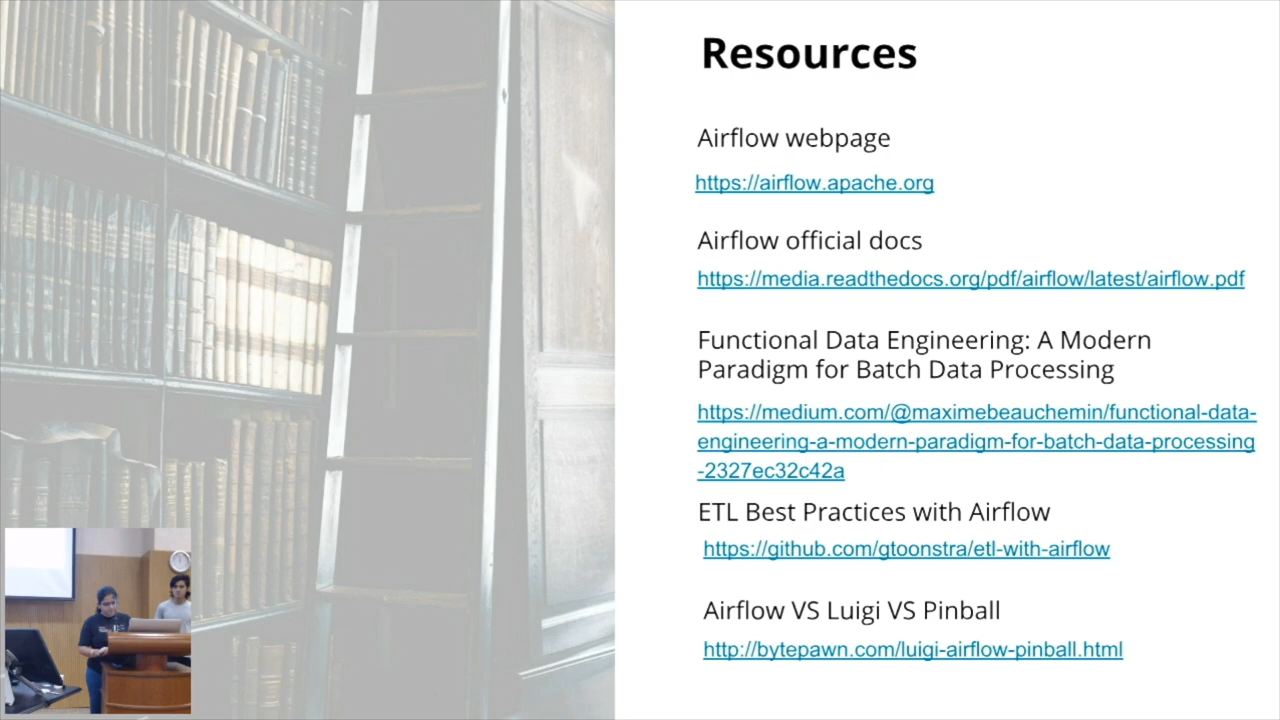 Resources
Airflow webpage
https://airflow.apache.org
Airflow official docs
https://media.readthedocs.org/pdf/airflow/latest/airflow.pdf
Functional Data Engineering: A Modern
Paradigm for Batch Data Processing
https://medium.com/@maximebeauchemin/functional-data-
engineering-a-modern-paradigm-for-batch-data-processing
-2327ec32c42a
ETL Best Practices with Airflow
https://github.com/gtoonstra/etl-with-airflow
Airflow VS Luigi VS Pinball
http://bytepawn.com/luigi-airflow-pinball.html